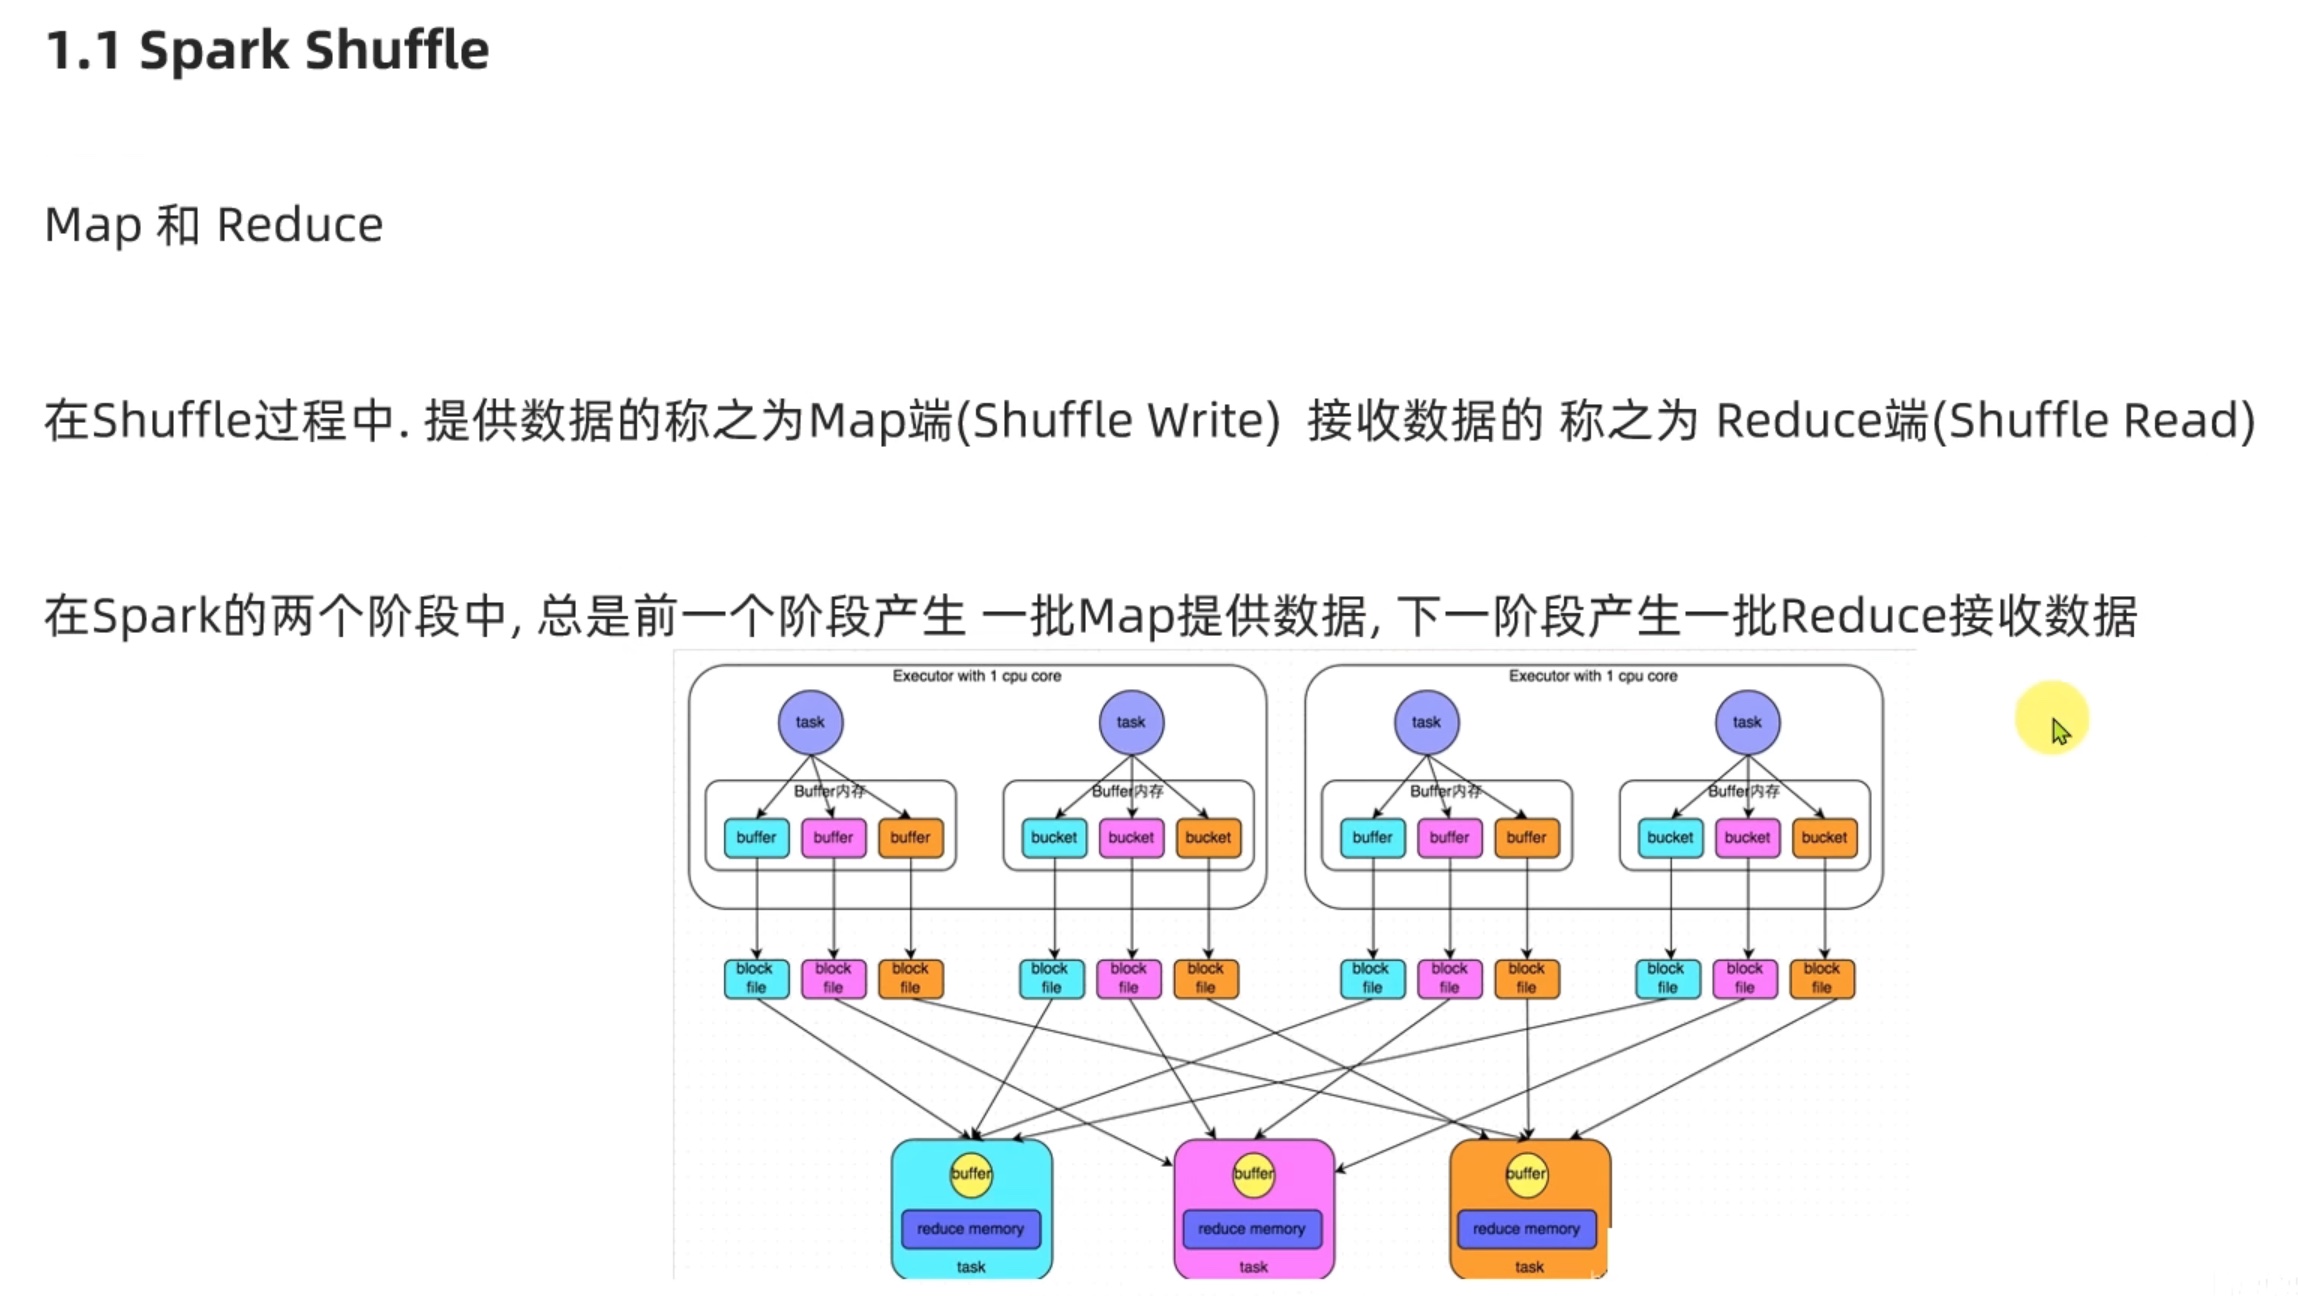 1.1 Spark Shuffle
Map 和 Reduce
在Shuffle过程中. 提供数据的称之为Map端(Shuffle Write) 接收数据的 称之为 Reduce端(Shuffle Read)
在Spark的两个阶段中, 总是前一个阶段产生 一批Map提供数据, 下一阶段产生一批Reduce接收数据
Executor with 1 cpu core
Executor with 1 cpu core
task
task
task
task
Buffer内存
Buffer内存
Buffer内存
Buffer内存
buffer
buffer
buffer
bucket
bucket
bucket
buffer
buffer
buffer
bucket
bucket
bucket
block
file
block
file
block
file
block
file
block
file
block
file
block
file
block
file
block
file
block
file
block
file
block
file
buffer
buffer
buffer
reduce memory
reduce memory
reduce memory
task
task
task